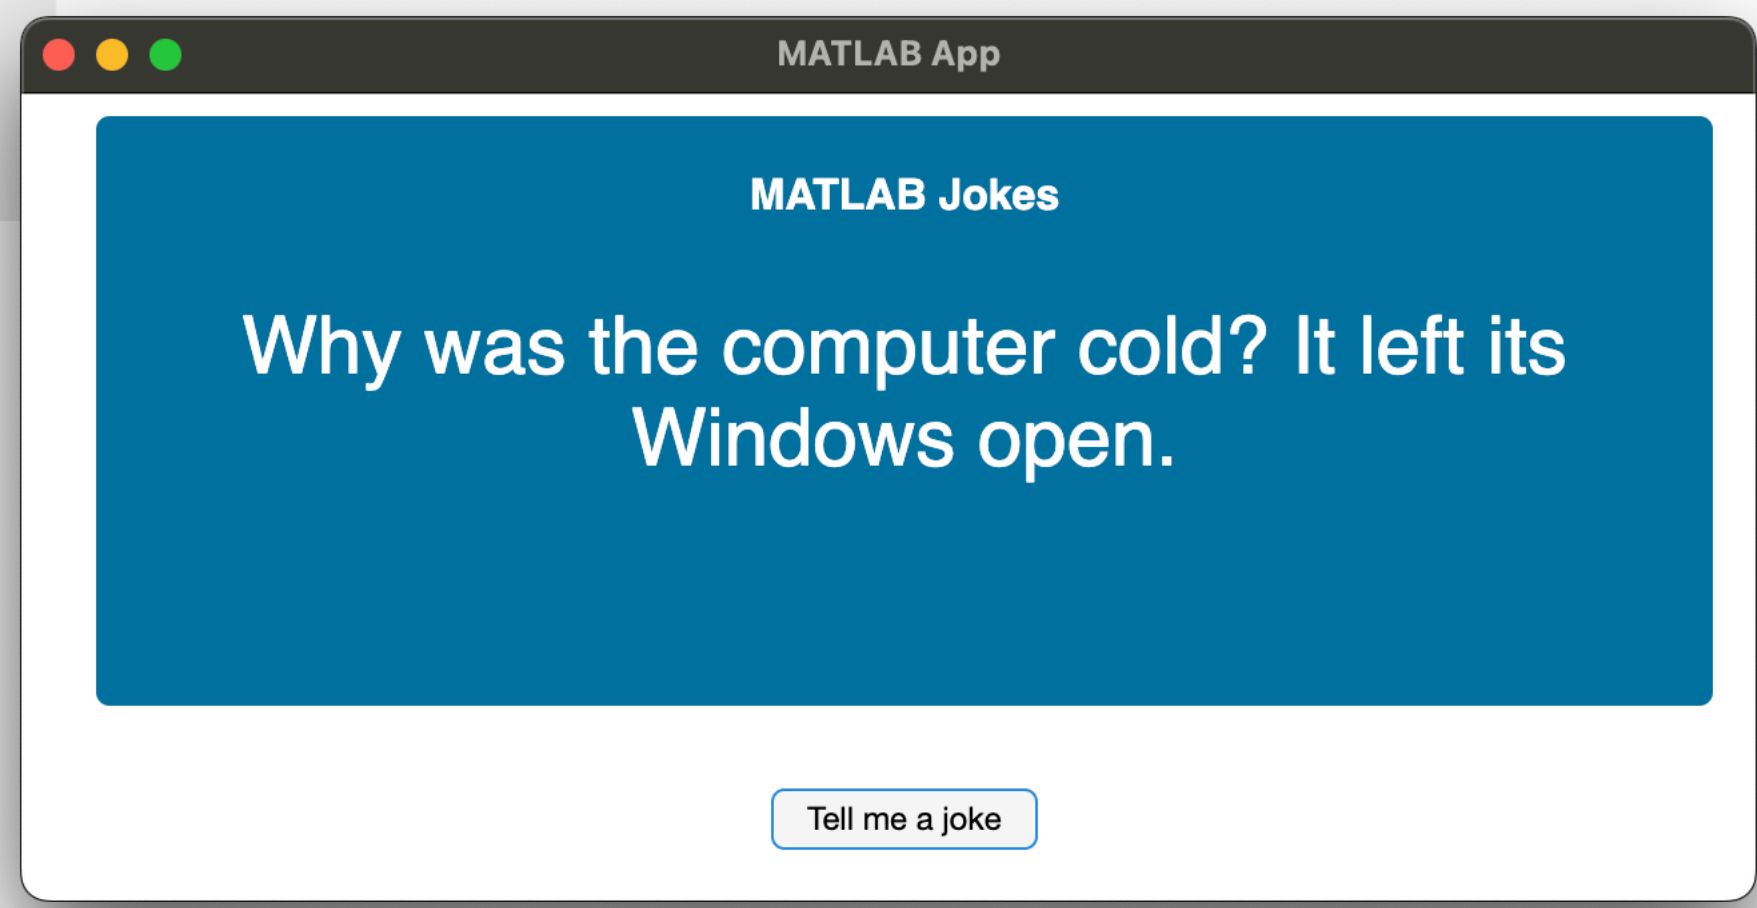 MATLAB App
MATLAB Jokes
Why was the computer cold? It left its
Windows open.
Tell me a joke